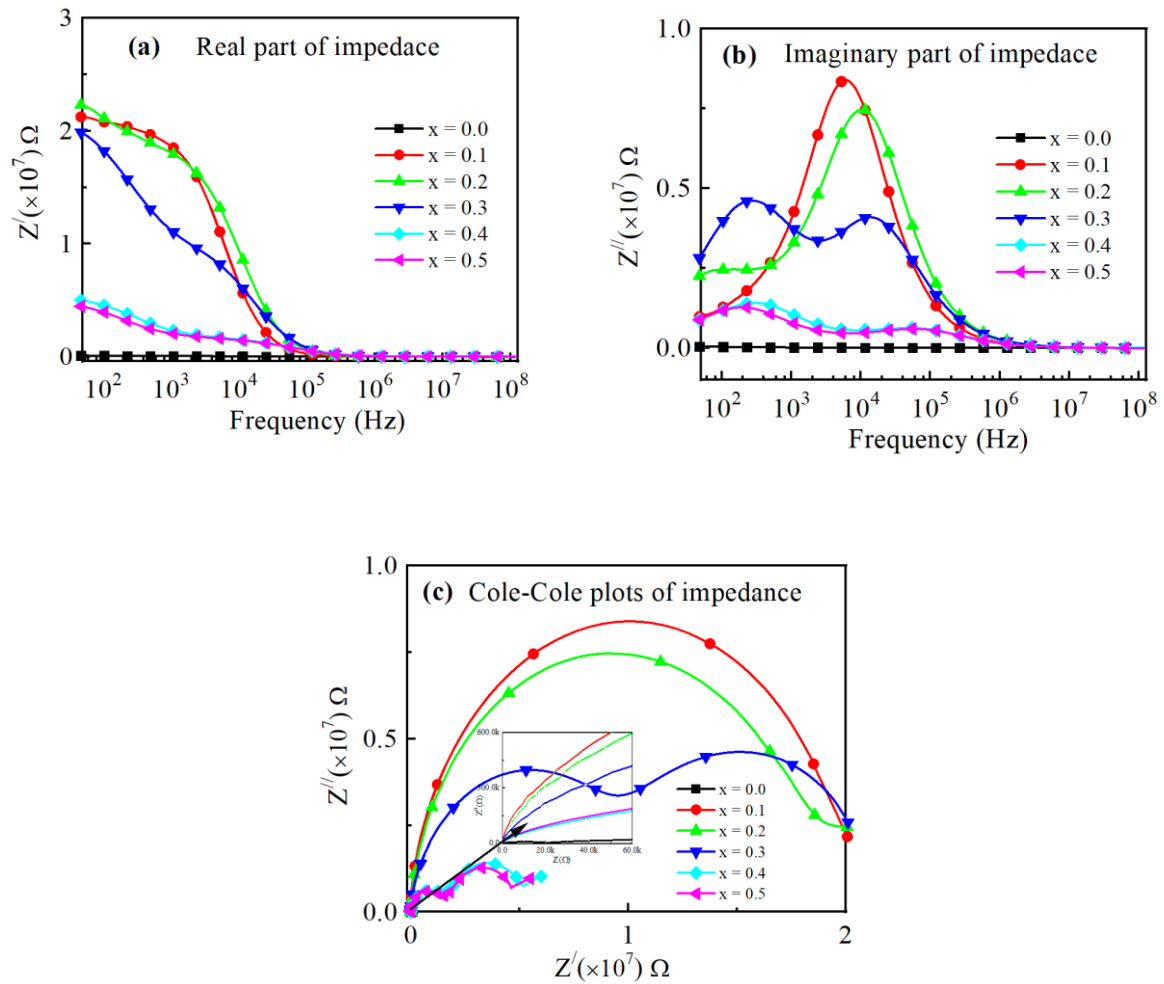 (a) Real part of impedace
3
2
1
0
Z/(×10⁷) Ω
x = 0.0
x = 0.1
x = 0.2
x = 0.3
x = 0.4
x = 0.5
10² 10³ 10⁴ 10⁵ 10⁶ 10⁷ 10⁸
Frequency (Hz)
(b) Imaginary part of impedace
1.0
0.5
0.0
Z//(×10⁷) Ω
x = 0.0
x = 0.1
x = 0.2
x = 0.3
x = 0.4
x = 0.5
10² 10³ 10⁴ 10⁵ 10⁶ 10⁷ 10⁸
Frequency (Hz)
(c) Cole-Cole plots of impedance
1.0
0.5
0.0
Z//(×10⁷) Ω
600.0k
300.0k
0.0
0.0 20.0k 40.0k 60.0k
x = 0.0
x = 0.1
x = 0.2
x = 0.3
x = 0.4
x = 0.5
0 1 2
Z/(×10⁷) Ω